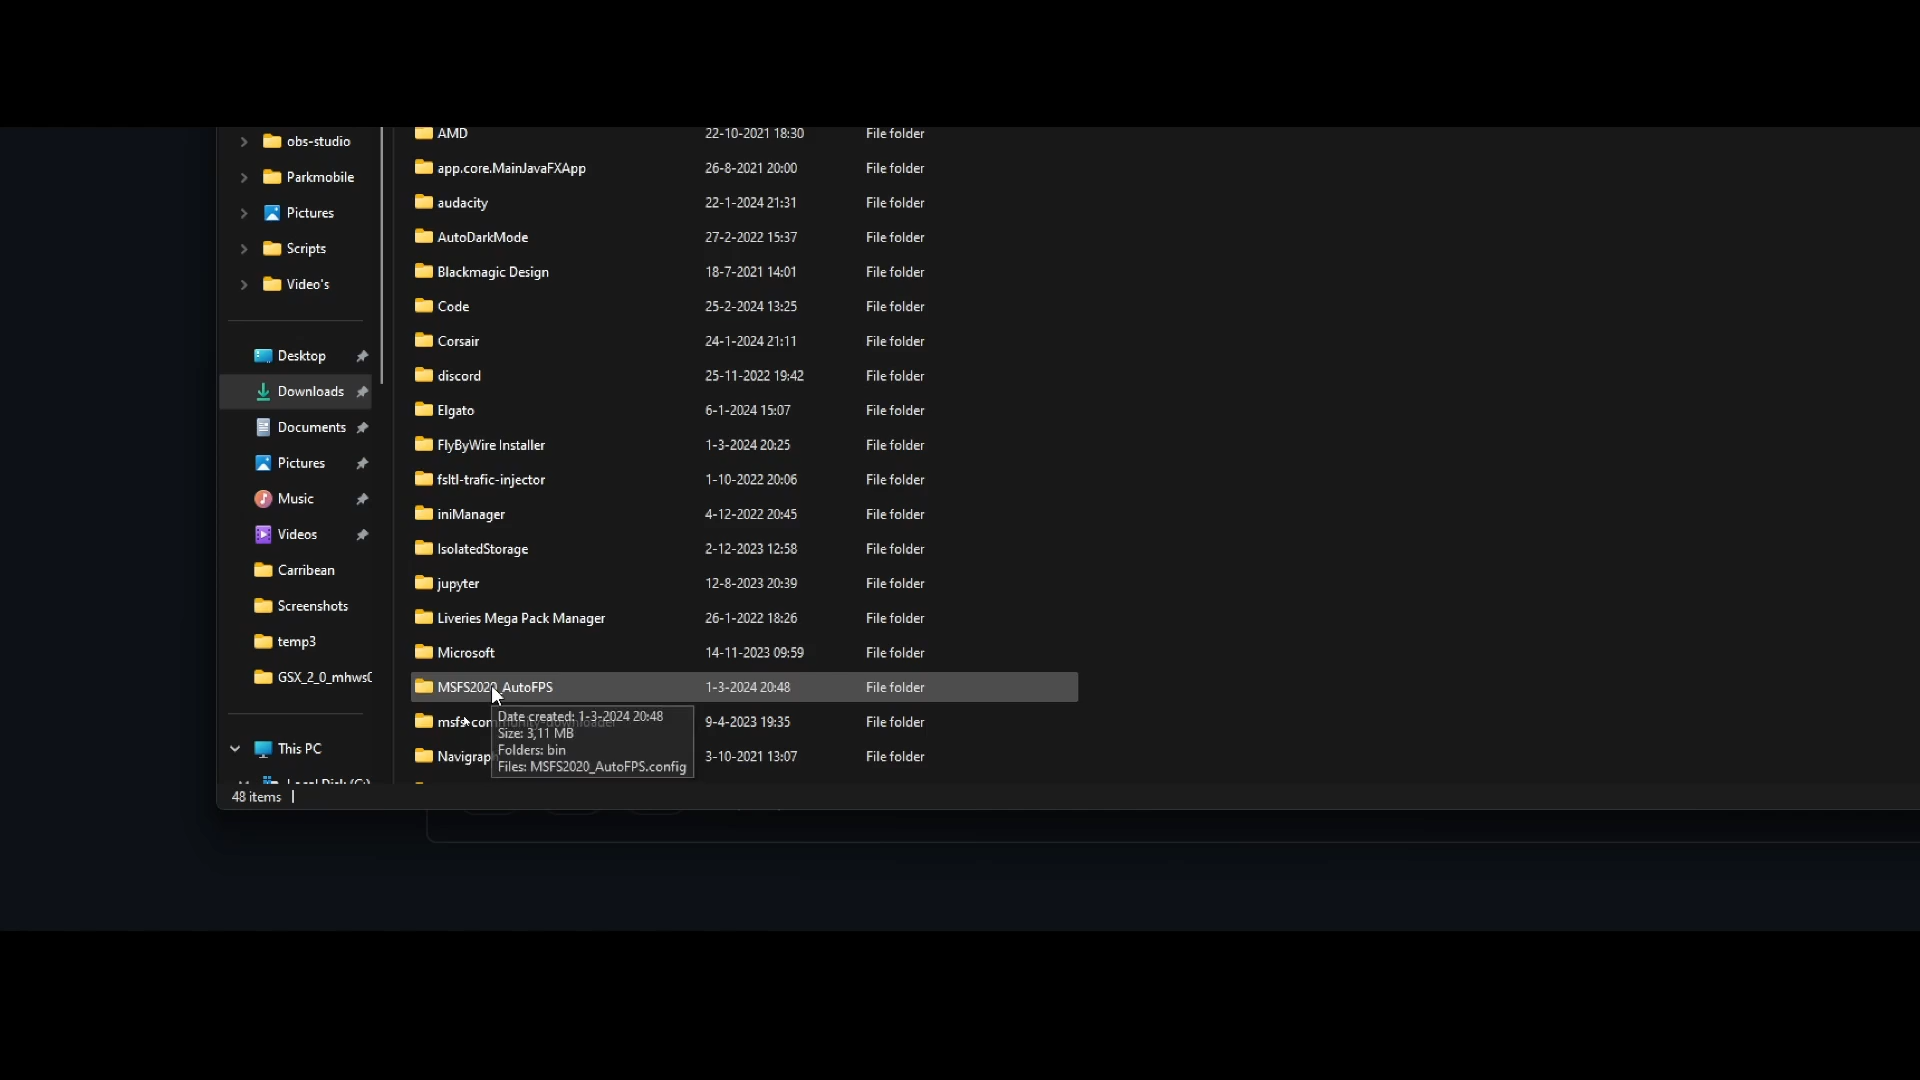 obs-studio
Parkmobile
Pictures
Scripts
Video's
Desktop
Downloads
Documents
Pictures
Music
Videos
Carribean
Screenshots
temp3
GSX_2_0_mhws
This PC
AMD 22-10-2021 18:30 File folder
app.core.MainJavaFXApp 26-8-2021 20:00 File folder
audacity 22-1-2024 21:31 File folder
AutoDarkMode 27-2-2022 15:37 File folder
Blackmagic Design 18-7-2021 14:01 File folder
Code 25-2-2024 13:25 File folder
Corsair 24-1-2024 21:11 File folder
discord 25-11-2022 19:42 File folder
Elgato 6-1-2024 15:07 File folder
FlyByWire Installer 1-3-2024 20:25 File folder
fsltl-trafic-injector 1-10-2022 20:06 File folder
iniManager 4-12-2022 20:45 File folder
IsolatedStorage 2-12-2023 12:58 File folder
jupyter 12-8-2023 20:39 File folder
Liveries Mega Pack Manager 26-1-2022 18:26 File folder
Microsoft 14-11-2023 09:59 File folder
MSFS2020_AutoFPS 1-3-2024 20:48 File folder
msfs-community-downloader 9-4-2023 19:35 File folder
Navigraph 3-10-2021 13:07 File folder
Date created: 1-3-2024 20:48
Size: 3,11 MB
Folders: bin
Files: MSFS2020_AutoFPS.config
48 items